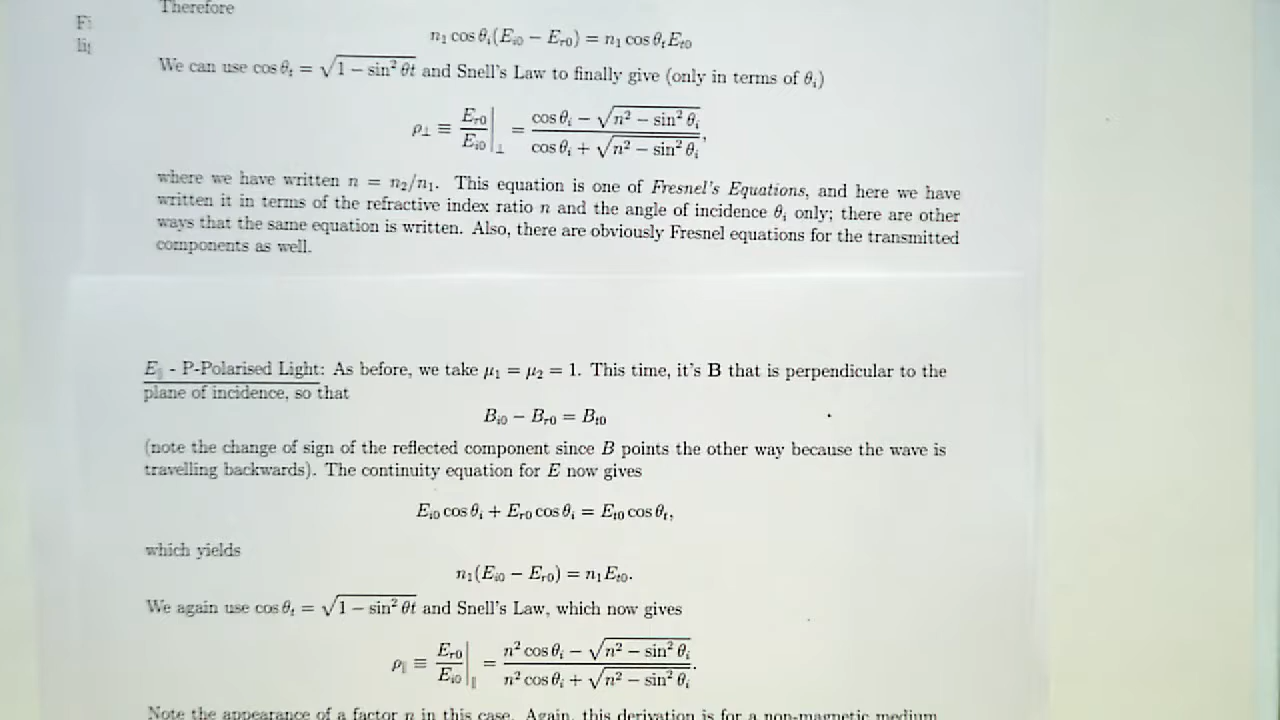 Therefore
n₁ cos θᵢ(Eᵢ₀ − Eᵣ₀) = n₁ cos θₜEₜ₀
We can use cos θₜ = √(1 − sin² θt) and Snell's Law to finally give (only in terms of θᵢ)
ρ⊥ ≡ Eᵣ₀/Eᵢ₀|⊥ = (cos θᵢ − √(n² − sin² θᵢ))/(cos θᵢ + √(n² − sin² θᵢ)),
where we have written n = n₂/n₁. This equation is one of Fresnel's Equations, and here we have
written it in terms of the refractive index ratio n and the angle of incidence θᵢ only; there are other
ways that the same equation is written. Also, there are obviously Fresnel equations for the transmitted
components as well.
E∥ - P-Polarised Light: As before, we take μ₁ = μ₂ = 1. This time, it's B that is perpendicular to the
plane of incidence, so that
Bᵢ₀ − Bᵣ₀ = Bₜ₀
(note the change of sign of the reflected component since B points the other way because the wave is
travelling backwards). The continuity equation for E now gives
Eᵢ₀ cos θᵢ + Eᵣ₀ cos θᵢ = Eₜ₀ cos θₜ,
which yields
n₁(Eᵢ₀ − Eᵣ₀) = n₁Eₜ₀.
We again use cos θₜ = √(1 − sin² θt) and Snell's Law, which now gives
ρ∥ ≡ Eᵣ₀/Eᵢ₀|∥ = (n² cos θᵢ − √(n² − sin² θᵢ))/(n² cos θᵢ + √(n² − sin² θᵢ)).
Note the appearance of a factor n in this case. Again, this derivation is for a non-magnetic medium